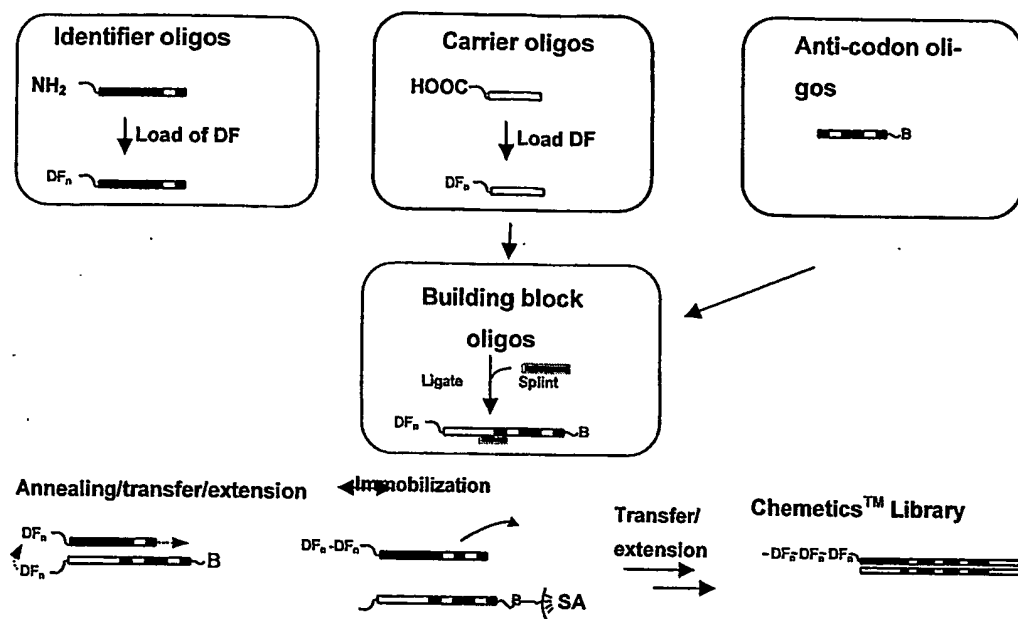 Identifier oligos
NH2
Load of DF
DFn
Carrier oligos
HOOC
Load DF
DFn
Anti-codon oli-
gos
B
Building block
oligos
Ligate
Splint
DFn
B
Annealing/transfer/extension
DFn
DFn
B
Immobilization
DFn-DFn
B
SA
Transfer/
extension
Chemetics™ Library
-DFn-DFn-DFn